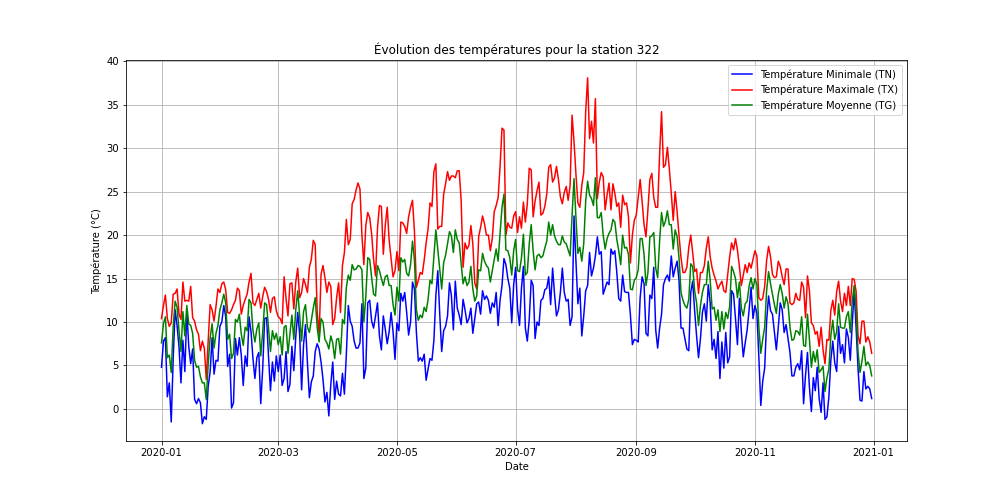 Évolution des températures pour la station 322
Température Minimale (TN)
Température Maximale (TX)
Température Moyenne (TG)
Température (°C)
40
35
30
25
20
15
10
5
0
2020-01 2020-03 2020-05 2020-07 2020-09 2020-11 2021-01
Date